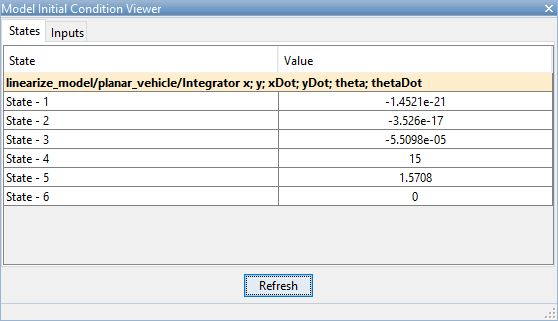 Model Initial Condition Viewer
States Inputs
State Value
linearize_model/planar_vehicle/Integrator x; y; xDot; yDot; theta; thetaDot
State - 1 -1.4521e-21
State - 2 -3.526e-17
State - 3 -5.5098e-05
State - 4 15
State - 5 1.5708
State - 6 0
Refresh